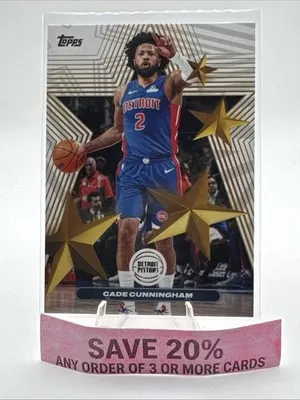 Topps
DETROIT
2
DETROIT
PISTONS
CADE CUNNINGHAM
SAVE 20%
ANY ORDER OF 3 OR MORE CARDS